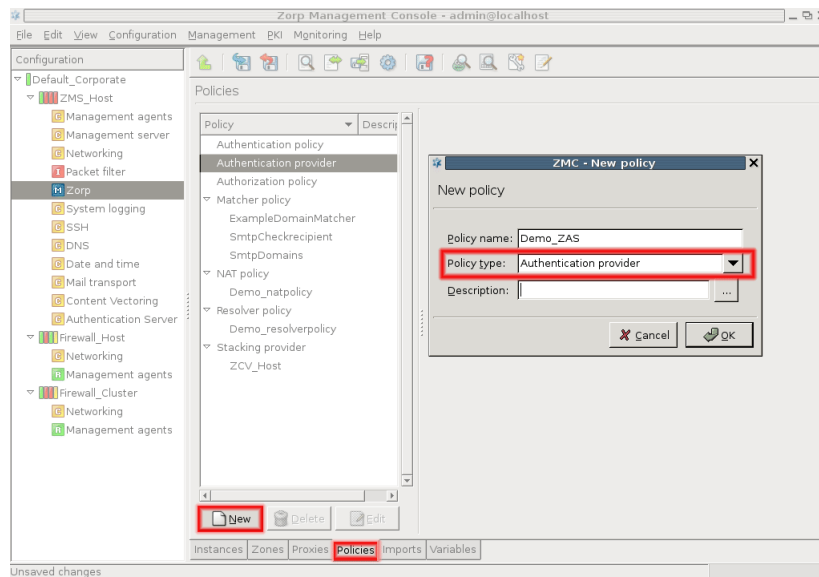 Zorp Management Console - admin@localhost
File Edit View Configuration Management PKI Monitoring Help
Configuration
Default_Corporate
ZMS_Host
Management agents
Management server
Networking
Packet filter
Zorp
System logging
SSH
DNS
Date and time
Mail transport
Content Vectoring
Authentication Server
Firewall_Host
Networking
Management agents
Firewall_Cluster
Networking
Management agents
Policies
Policy Descrip
Authentication policy
Authentication provider
Authorization policy
Matcher policy
ExampleDomainMatcher
SmtpCheckrecipient
SmtpDomains
NAT policy
Demo_natpolicy
Resolver policy
Demo_resolverpolicy
Stacking provider
ZCV_Host
New Delete Edit
Instances Zones Proxies Policies Imports Variables
ZMC - New policy
New policy
Policy name: Demo_ZAS
Policy type: Authentication provider
Description: ...
Cancel OK
Unsaved changes